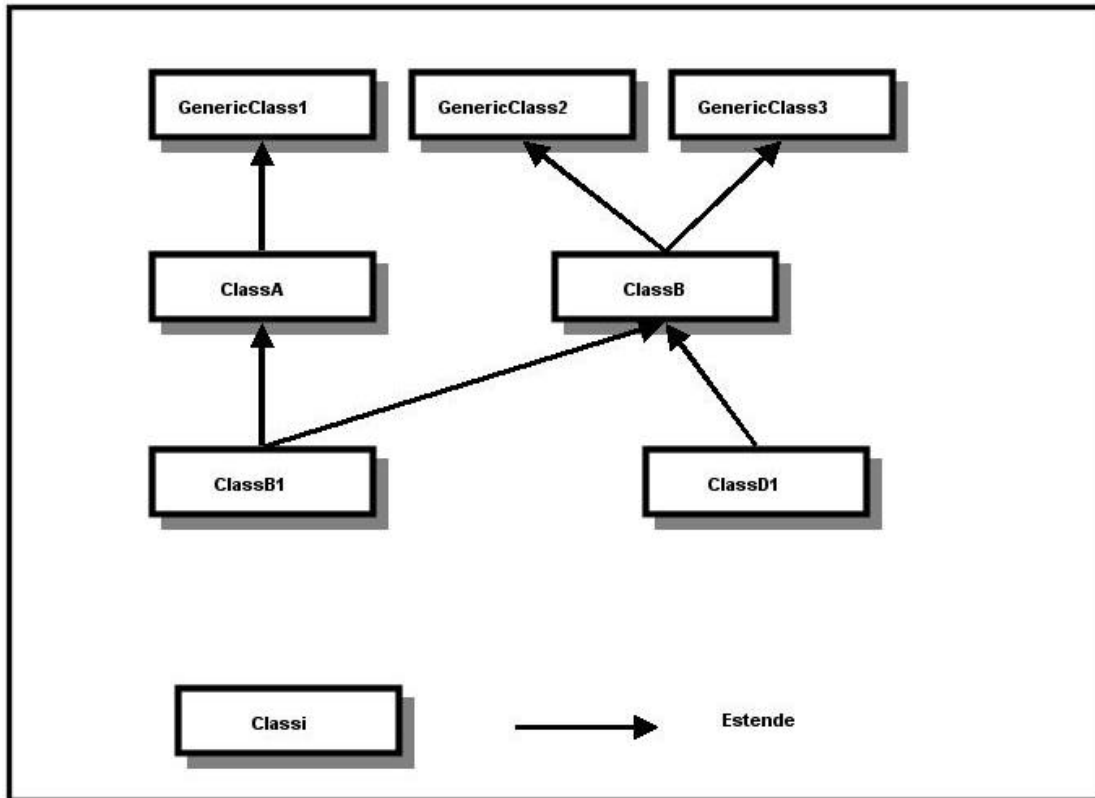 GenericClass1
GenericClass2
GenericClass3
ClassA
ClassB
ClassB1
ClassD1
Classi
Estende